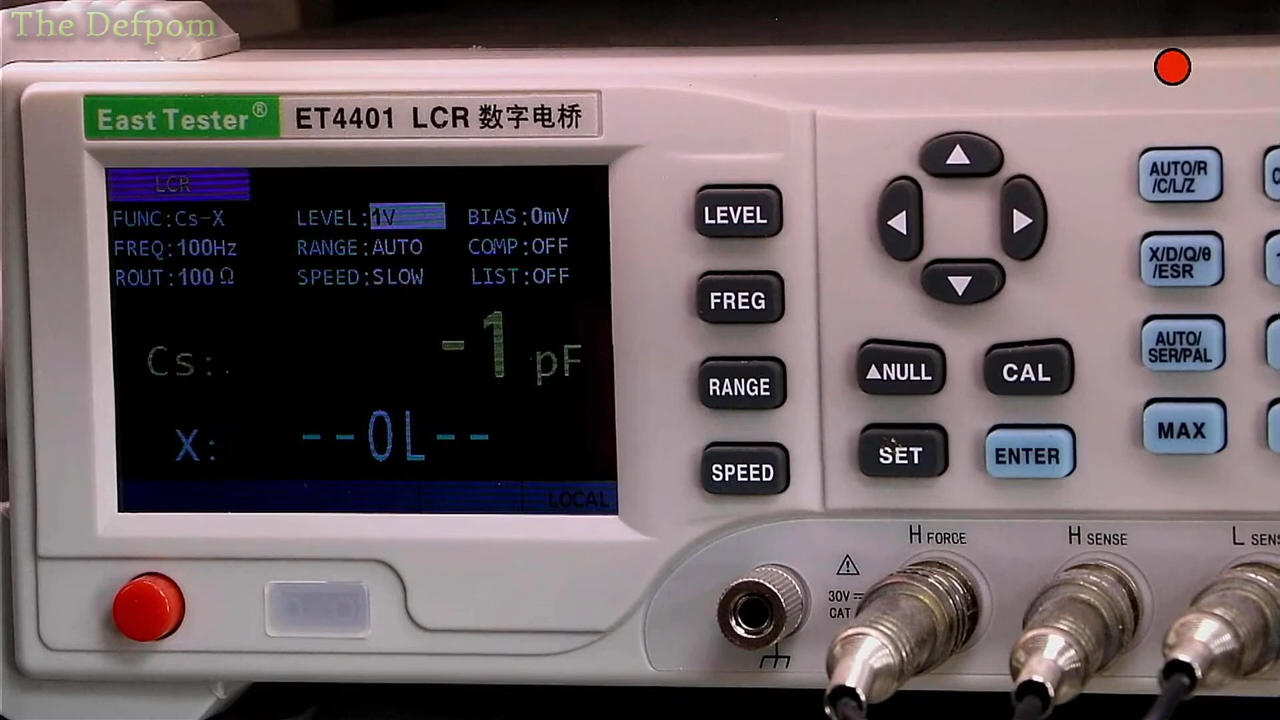 The Defpom
East Tester® ET4401 LCR 数字电桥
LCR
FUNC:Cs-X LEVEL:1V BIAS:0mV
FREQ:100Hz RANGE:AUTO COMP:OFF
ROUT:100 Ω SPEED:SLOW LIST:OFF
Cs: -1 pF
X: --OL--
LOCAL
LEVEL
FREG
RANGE
SPEED
▲NULL
CAL
SET
ENTER
AUTO/R
/C/L/Z
X/D/Q/θ
/ESR
AUTO/
SER/PAL
MAX
H FORCE
H SENSE
L SENS
30V
CAT